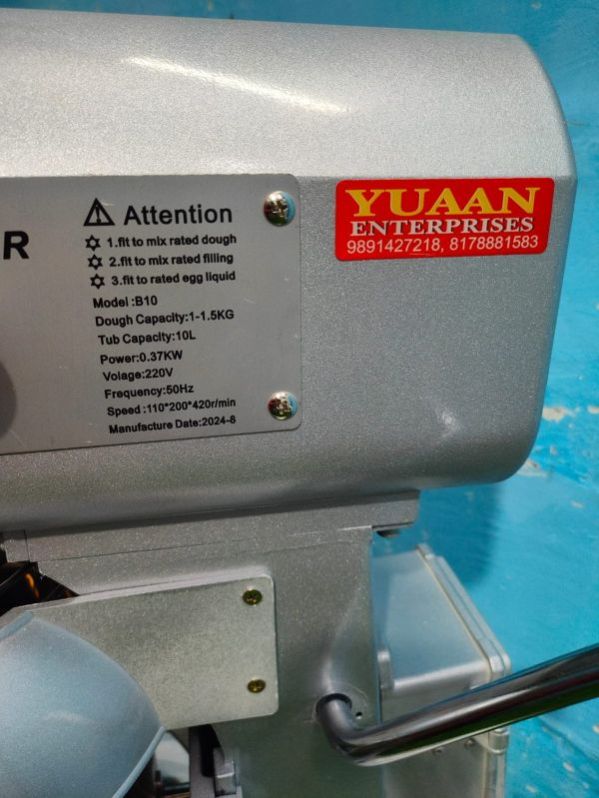 R
Attention
1.fit to mix rated dough
2.fit to mix rated filling
3.fit to rated egg liquid
Model :B10
Dough Capacity:1-1.5KG
Tub Capacity:10L
Power:0.37KW
Volage:220V
Frequency:50Hz
Speed :110*200*420r/min
Manufacture Date:2024-8
YUAAN
ENTERPRISES
9891427218, 8178881583